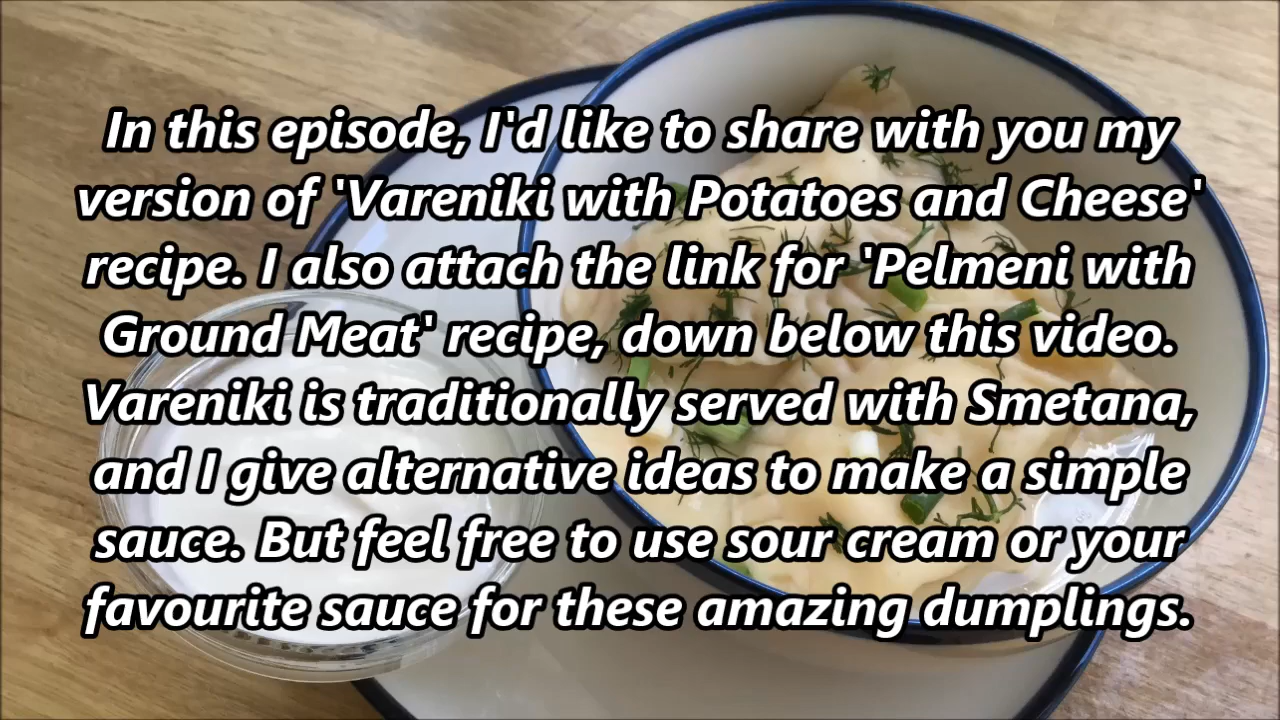 In this episode, I'd like to share with you my
version of 'Vareniki with Potatoes and Cheese'
recipe. I also attach the link for 'Pelmeni with
Ground Meat' recipe, down below this video.
Vareniki is traditionally served with Smetana,
and I give alternative ideas to make a simple
sauce. But feel free to use sour cream or your
favourite sauce for these amazing dumplings.